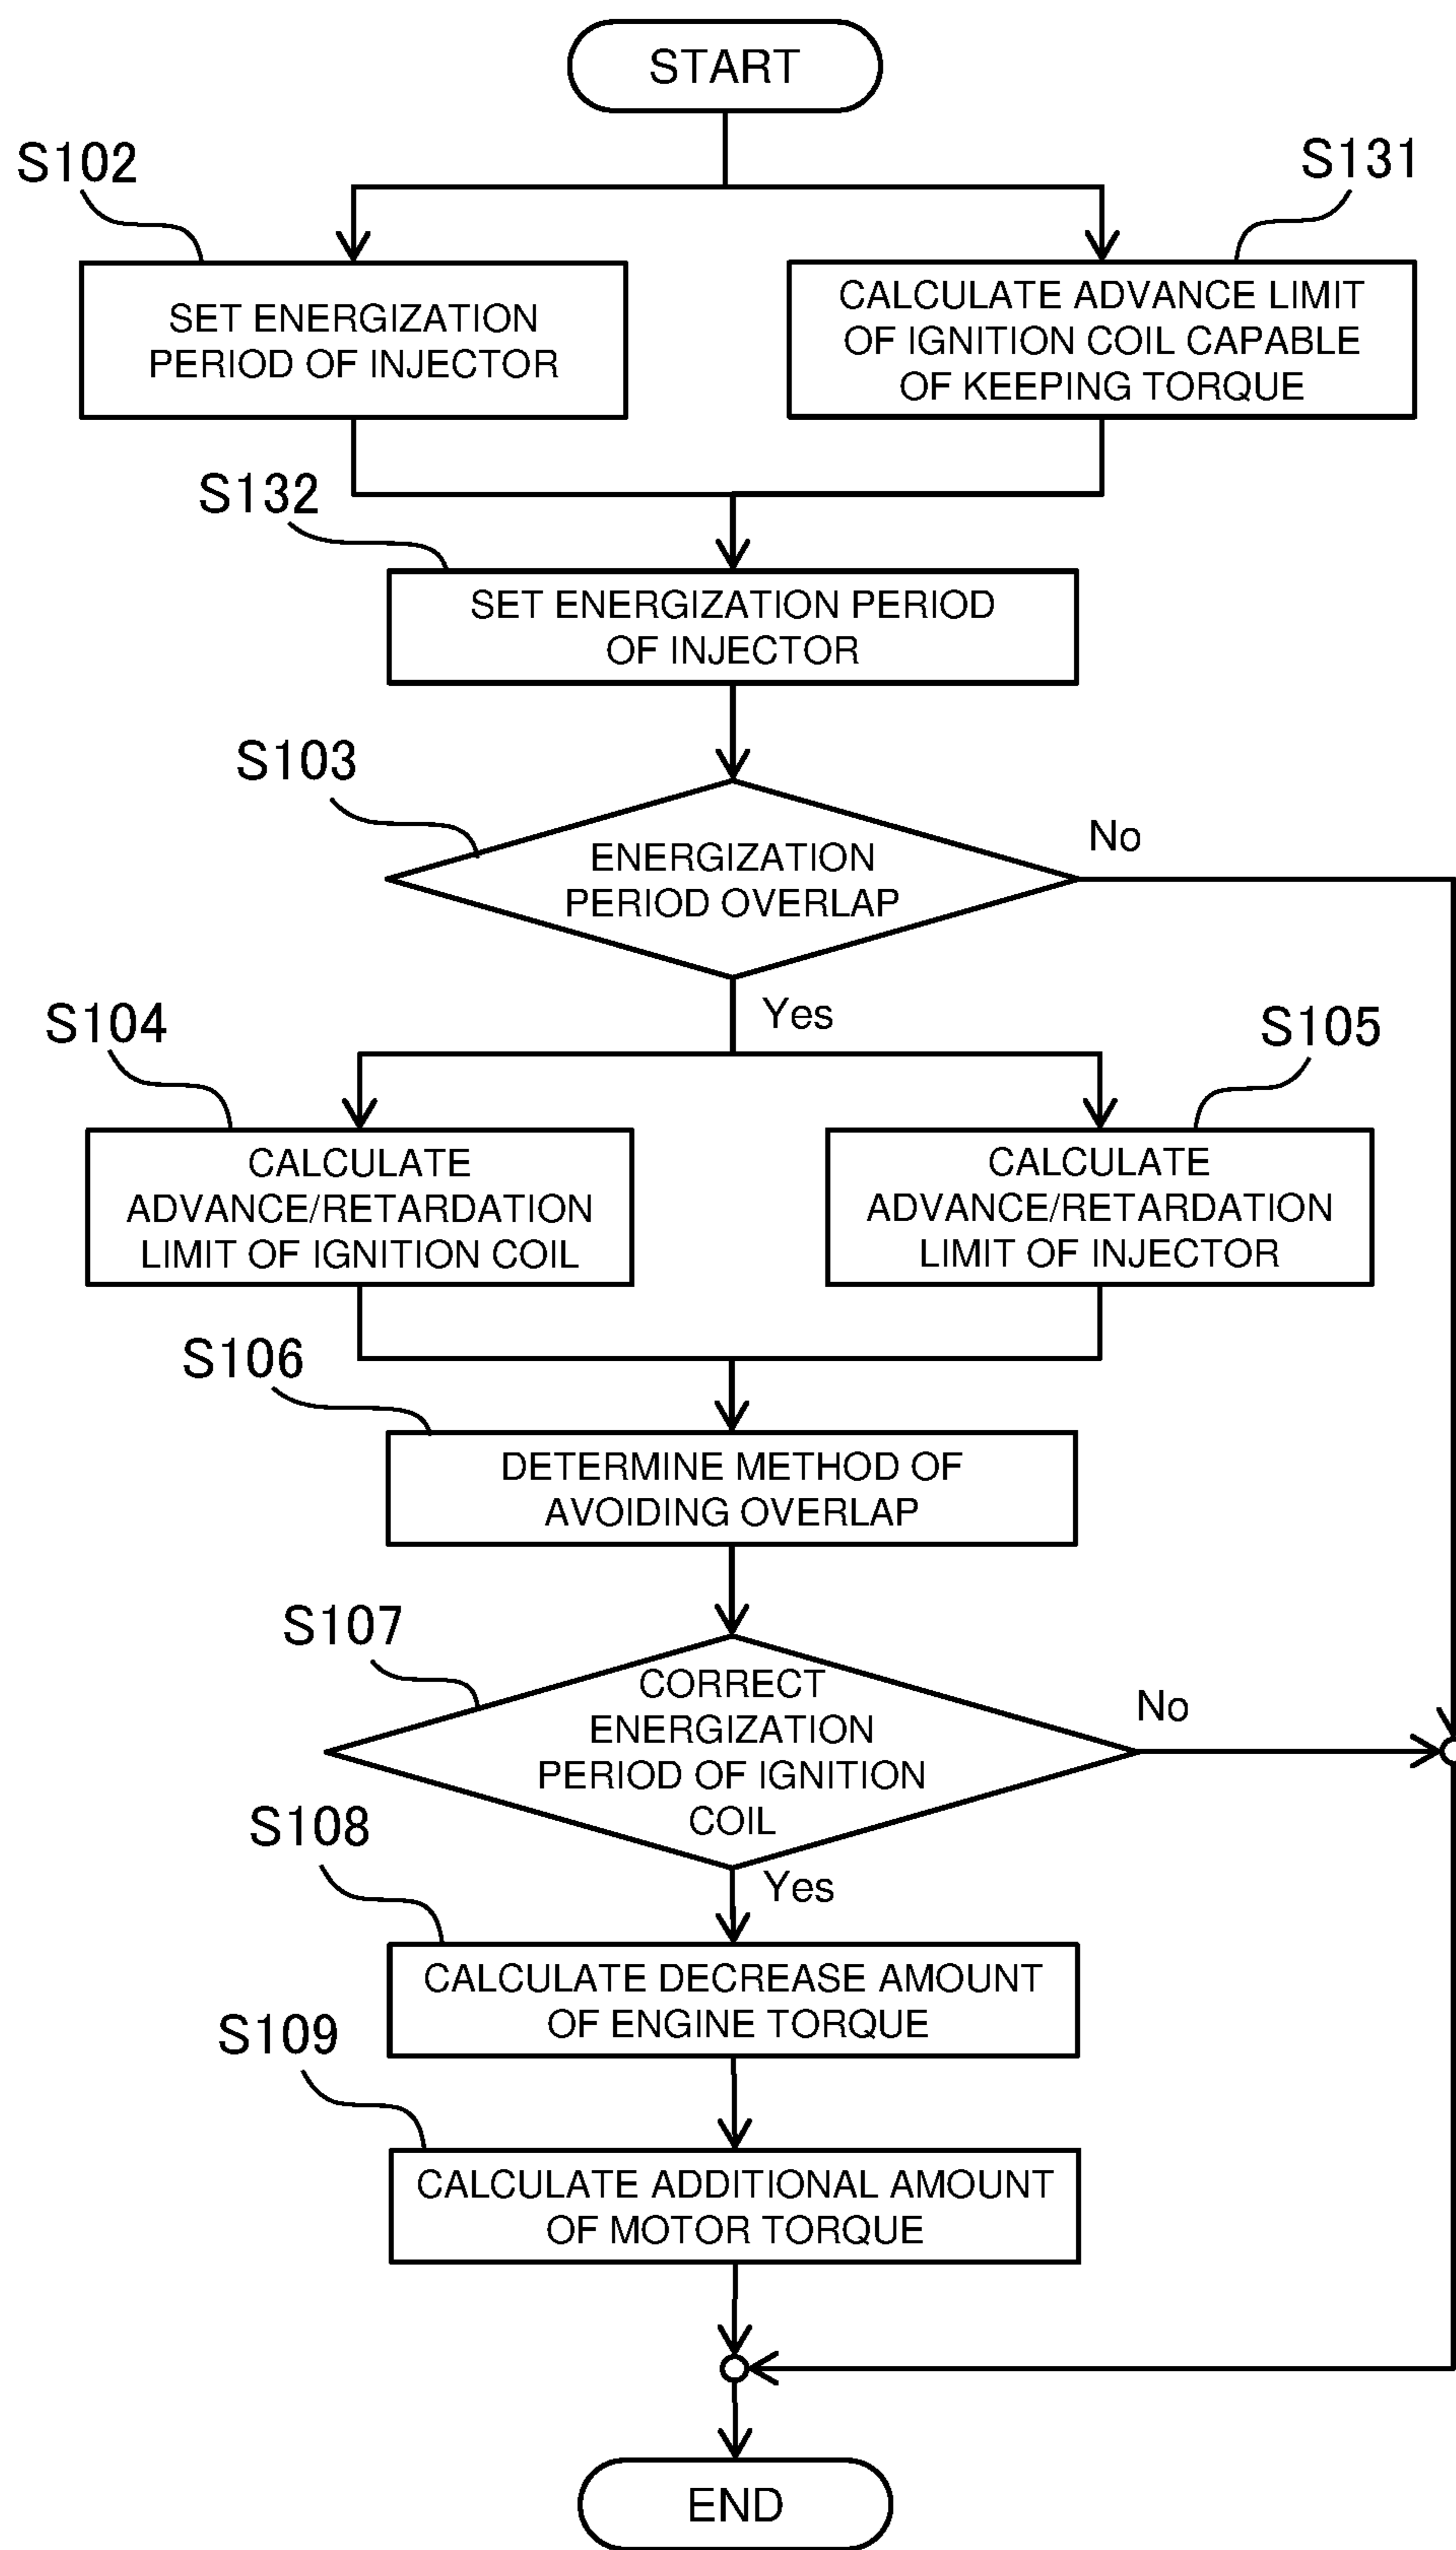 START
S102
S131
SET ENERGIZATION
PERIOD OF INJECTOR
CALCULATE ADVANCE LIMIT
OF IGNITION COIL CAPABLE
OF KEEPING TORQUE
S132
SET ENERGIZATION PERIOD
OF INJECTOR
S103
ENERGIZATION
PERIOD OVERLAP
No
Yes
S104
S105
CALCULATE
ADVANCE/RETARDATION
LIMIT OF IGNITION COIL
CALCULATE
ADVANCE/RETARDATION
LIMIT OF INJECTOR
S106
DETERMINE METHOD OF
AVOIDING OVERLAP
S107
CORRECT
ENERGIZATION
PERIOD OF IGNITION
COIL
No
Yes
S108
CALCULATE DECREASE AMOUNT
OF ENGINE TORQUE
S109
CALCULATE ADDITIONAL AMOUNT
OF MOTOR TORQUE
END